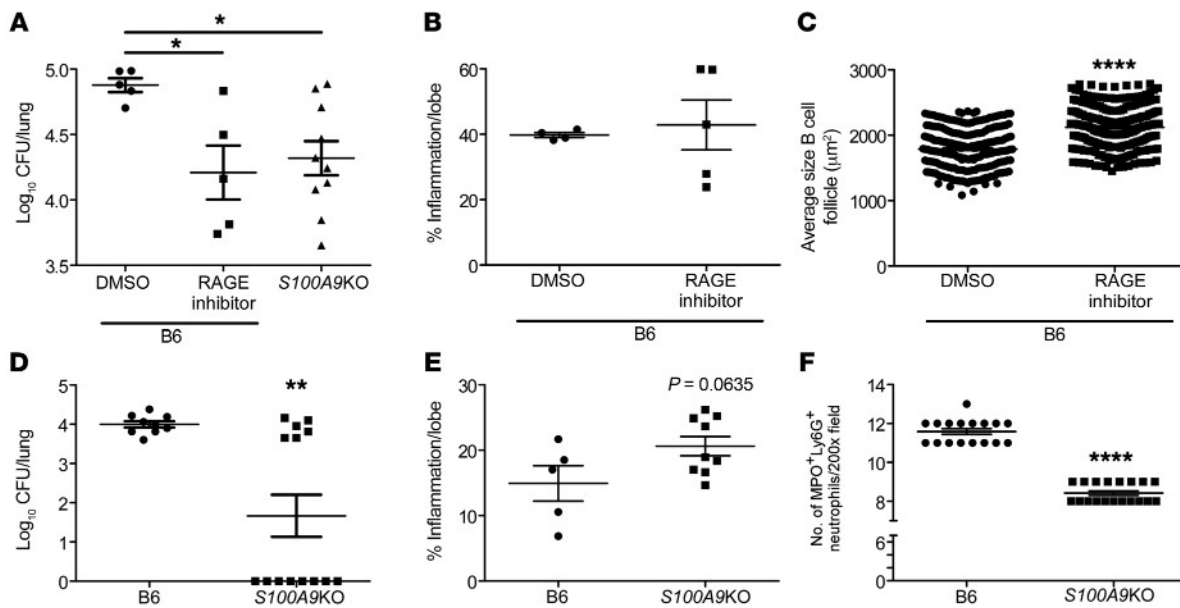 A
* 
*
Log₁₀ CFU/lung
5.0
4.5
4.0
3.5
DMSO
RAGE
inhibitor
S100A9KO
B6
B
% Inflammation/lobe
60
40
20
0
DMSO
RAGE
inhibitor
B6
C
****
Average size B cell
follicle (μm²)
3000
2000
1000
0
DMSO
RAGE
inhibitor
B6
D
**
Log₁₀ CFU/lung
5
4
3
2
1
0
B6
S100A9KO
E
P = 0.0635
% Inflammation/lobe
30
20
10
0
B6
S100A9KO
F
****
No. of MPO⁺Ly6G⁺
neutrophils/200x field
14
12
10
8
6
4
2
0
B6
S100A9KO